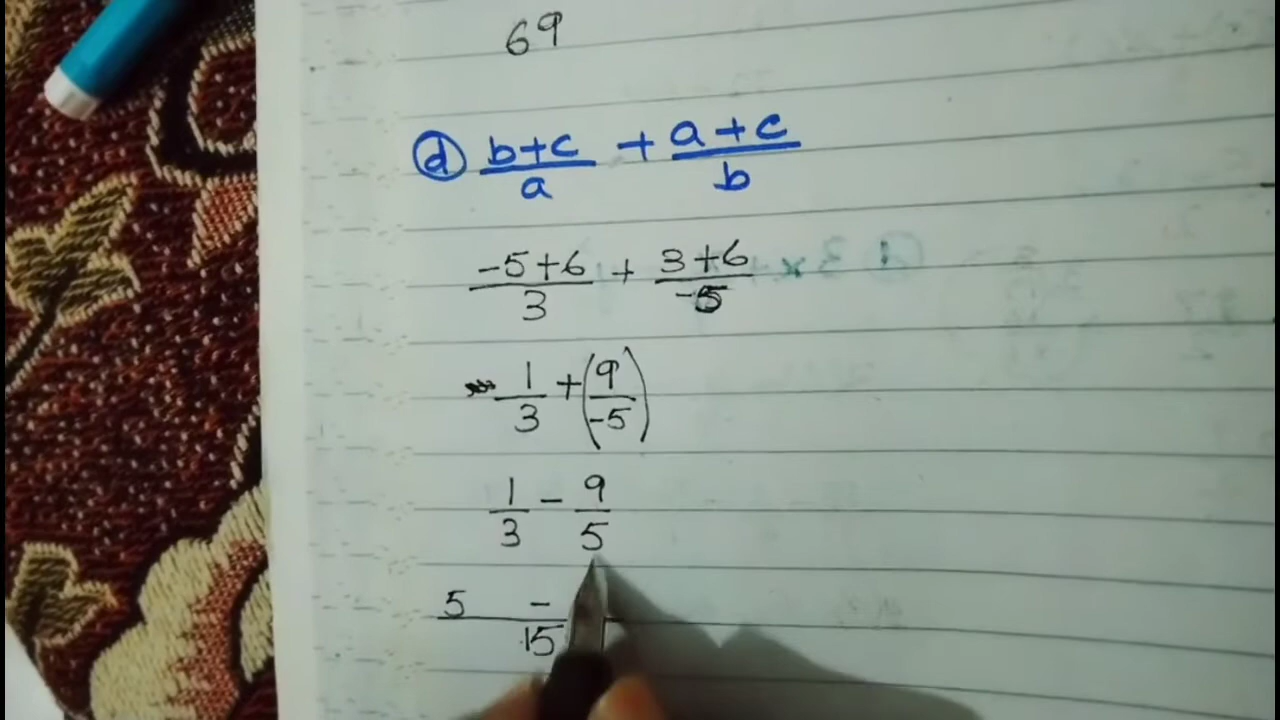 69
(d) b+c/a + a+c/b
-5+6/3 + 3+6/-5
1/3 + (9/-5)
1/3 - 9/5
5 - /15